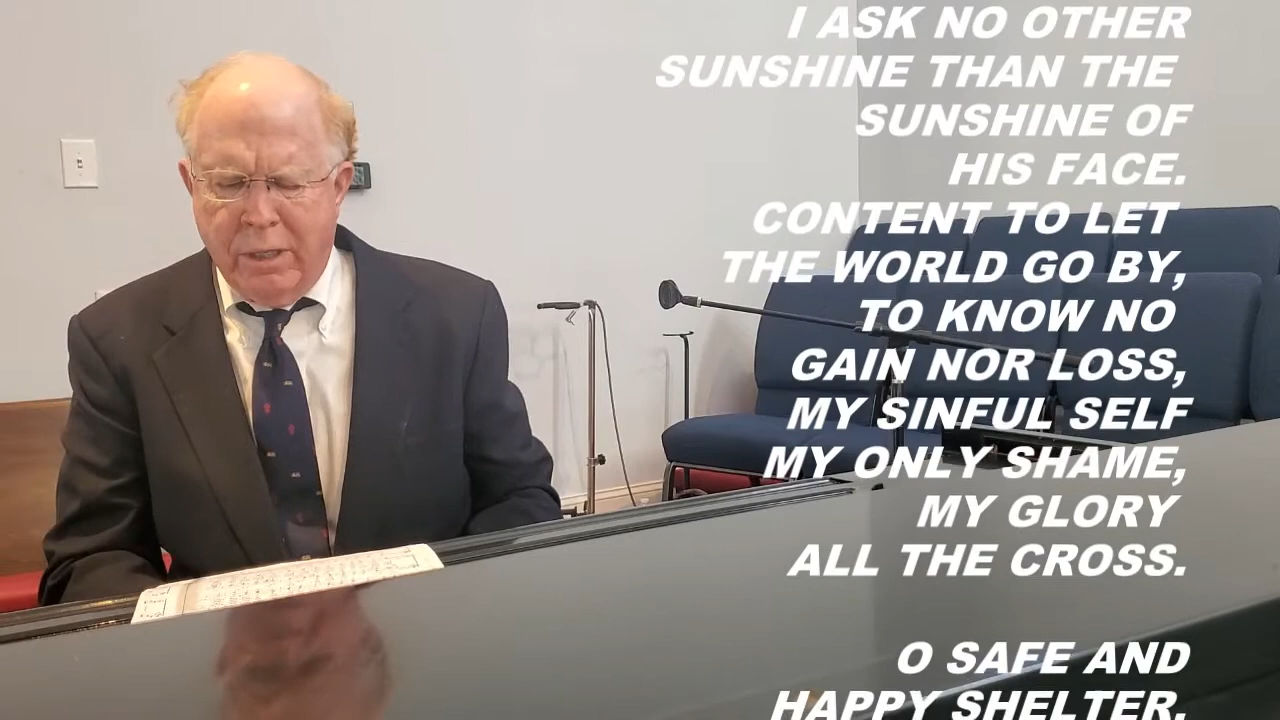 I ASK NO OTHER
SUNSHINE THAN THE
SUNSHINE OF
HIS FACE.
CONTENT TO LET
THE WORLD GO BY,
TO KNOW NO
GAIN NOR LOSS,
MY SINFUL SELF
MY ONLY SHAME,
MY GLORY
ALL THE CROSS.
O SAFE AND
HAPPY SHELTER,